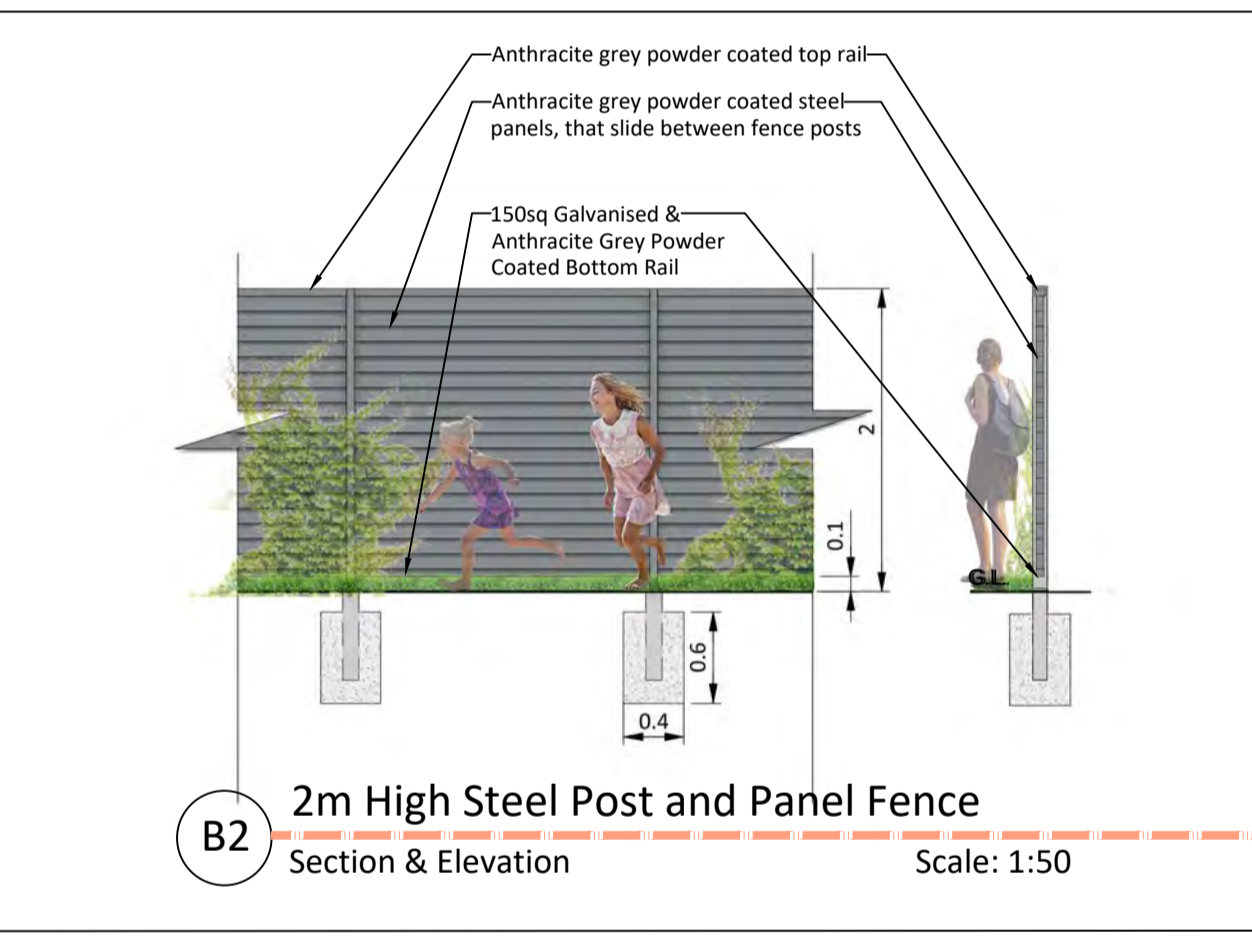 Anthracite grey powder coated top rail
Anthracite grey powder coated steel
panels, that slide between fence posts
150sq Galvanised &
Anthracite Grey Powder
Coated Bottom Rail
2
0.1
G.L.
0.6
0.4
2m High Steel Post and Panel Fence
B2
Section & Elevation
Scale: 1:50